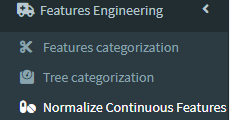 Features Engineering
Features categorization
Tree categorization
Normalize Continuous Features